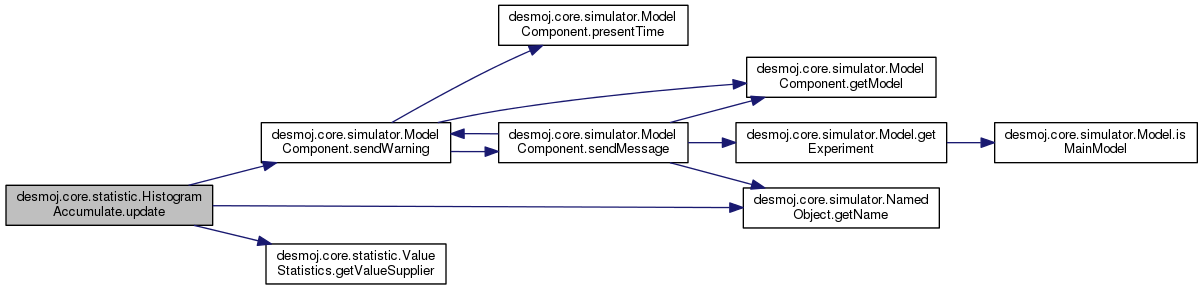 desmoj.core.simulator.Model
Component.presentTime
desmoj.core.simulator.Model
Component.getModel
desmoj.core.simulator.Model
Component.sendWarning
desmoj.core.simulator.Model
Component.sendMessage
desmoj.core.simulator.Model.get
Experiment
desmoj.core.simulator.Model.is
MainModel
desmoj.core.statistic.Histogram
Accumulate.update
desmoj.core.simulator.Named
Object.getName
desmoj.core.statistic.Value
Statistics.getValueSupplier